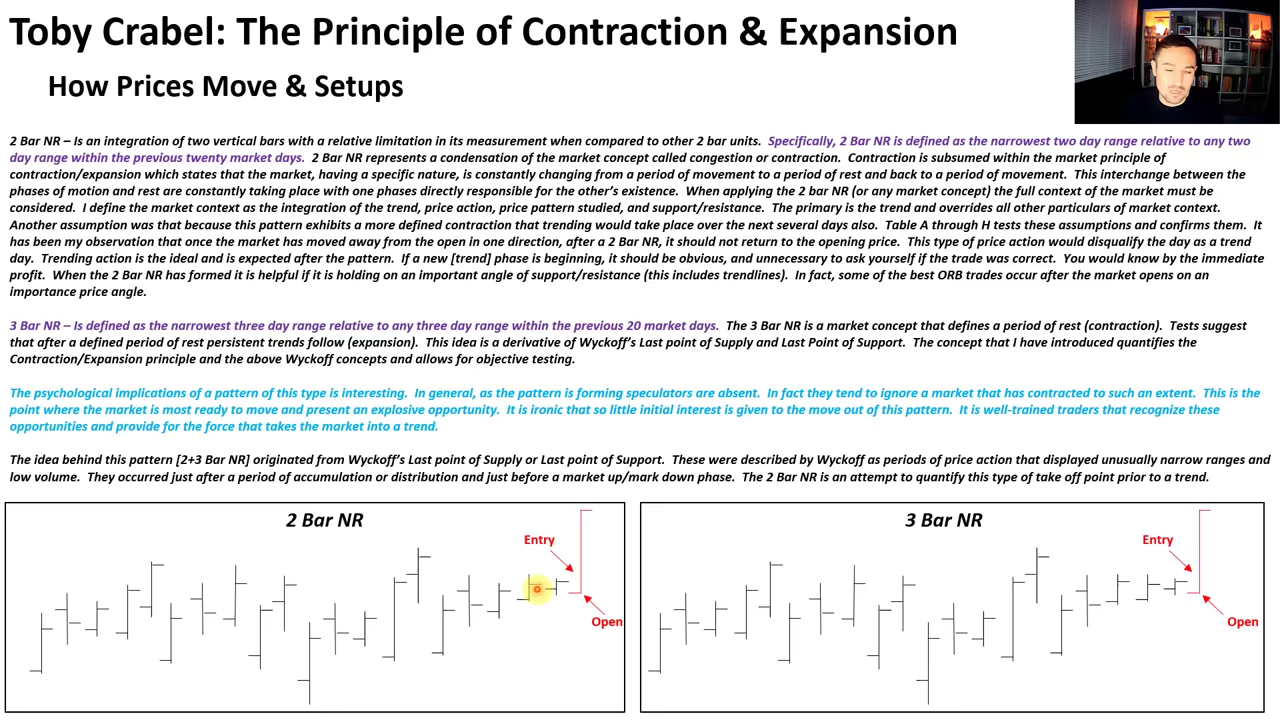 Toby Crabel: The Principle of Contraction & Expansion
How Prices Move & Setups
2 Bar NR – Is an integration of two vertical bars with a relative limitation in its measurement when compared to other 2 bar units. Specifically, 2 Bar NR is defined as the narrowest two day range relative to any two
day range within the previous twenty market days. 2 Bar NR represents a condensation of the market concept called congestion or contraction. Contraction is subsumed within the market principle of
contraction/expansion which states that the market, having a specific nature, is constantly changing from a period of movement to a period of rest and back to a period of movement. This interchange between the
phases of motion and rest are constantly taking place with one phases directly responsible for the other's existence. When applying the 2 bar NR (or any market concept) the full context of the market must be
considered. I define the market context as the integration of the trend, price action, price pattern studied, and support/resistance. The primary is the trend and overrides all other particulars of market context.
Another assumption was that because this pattern exhibits a more defined contraction that trending would take place over the next several days also. Table A through H tests these assumptions and confirms them. It
has been my observation that once the market has moved away from the open in one direction, after a 2 Bar NR, it should not return to the opening price. This type of price action would disqualify the day as a trend
day. Trending action is the ideal and is expected after the pattern. If a new [trend] phase is beginning, it should be obvious, and unnecessary to ask yourself if the trade was correct. You would know by the immediate
profit. When the 2 Bar NR has formed it is helpful if it is holding on an important angle of support/resistance (this includes trendlines). In fact, some of the best ORB trades occur after the market opens on an
importance price angle.
3 Bar NR – Is defined as the narrowest three day range relative to any three day range within the previous 20 market days. The 3 Bar NR is a market concept that defines a period of rest (contraction). Tests suggest
that after a defined period of rest persistent trends follow (expansion). This idea is a derivative of Wyckoff's Last point of Supply and Last Point of Support. The concept that I have introduced quantifies the
Contraction/Expansion principle and the above Wyckoff concepts and allows for objective testing.
The psychological implications of a pattern of this type is interesting. In general, as the pattern is forming speculators are absent. In fact they tend to ignore a market that has contracted to such an extent. This is the
point where the market is most ready to move and present an explosive opportunity. It is ironic that so little initial interest is given to the move out of this pattern. It is well-trained traders that recognize these
opportunities and provide for the force that takes the market into a trend.
The idea behind this pattern [2+3 Bar NR] originated from Wyckoff's Last point of Supply or Last point of Support. These were described by Wyckoff as periods of price action that displayed unusually narrow ranges and
low volume. They occurred just after a period of accumulation or distribution and just before a market up/mark down phase. The 2 Bar NR is an attempt to quantify this type of take off point prior to a trend.
2 Bar NR
Entry
Open
3 Bar NR
Entry
Open